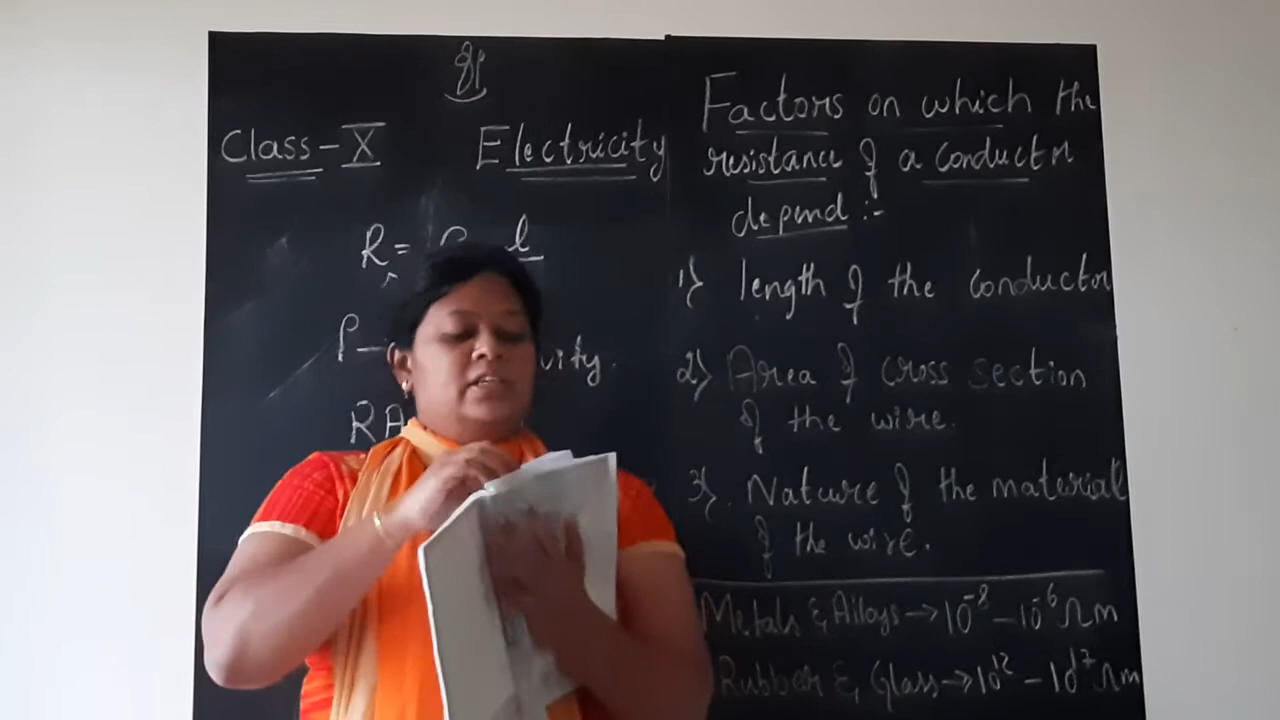 Class-X Electricity
R = l
ρ - vity.
RA
Factors on which the
resistance of a conductor
depend :-
1} length of the conductor
2} Area of cross section
of the wire.
3}. Nature of the material
of the wire.
Metals & Alloys → 10⁻⁸ – 10⁻⁶ Ωm
Rubber & Glass → 10¹² – 10¹⁷ Ωm